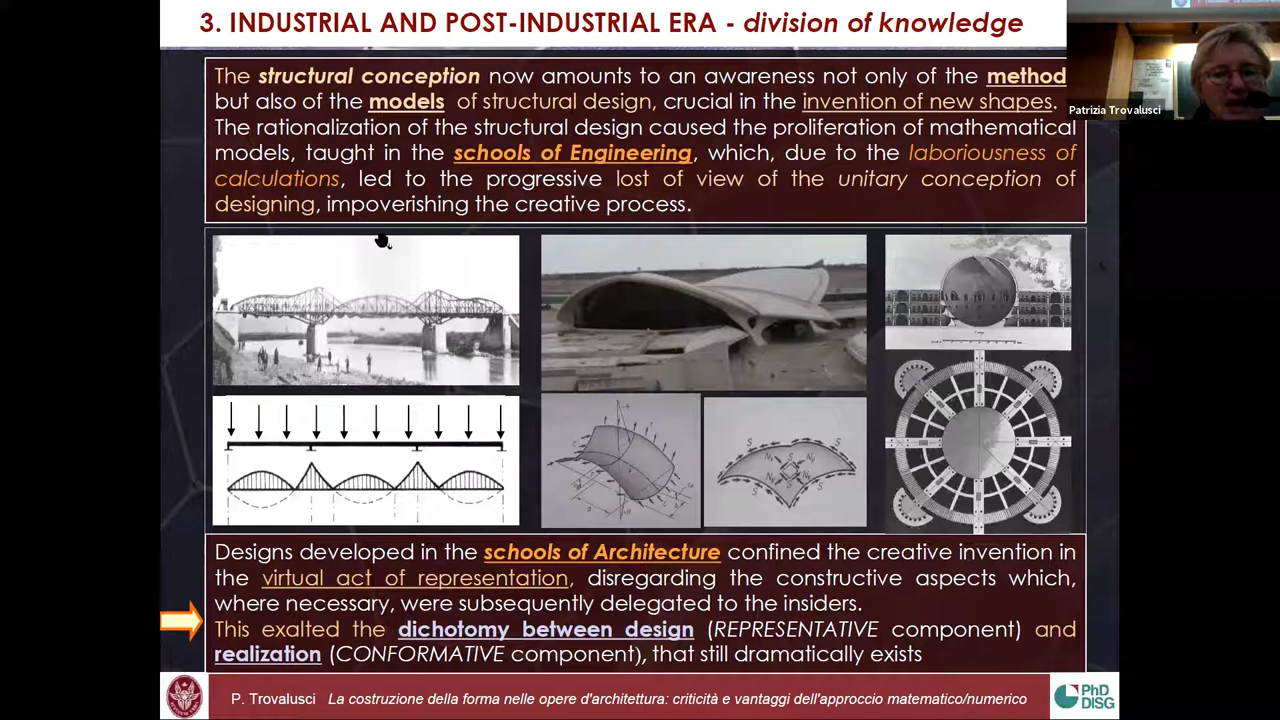 3. INDUSTRIAL AND POST-INDUSTRIAL ERA - division of knowledge
The structural conception now amounts to an awareness not only of the method
but also of the models of structural design, crucial in the invention of new shapes.
The rationalization of the structural design caused the proliferation of mathematical
models, taught in the schools of Engineering, which, due to the laboriousness of
calculations, led to the progressive lost of view of the unitary conception of
designing, impoverishing the creative process.
Patrizia Trovalusci
Designs developed in the schools of Architecture confined the creative invention in
the virtual act of representation, disregarding the constructive aspects which,
where necessary, were subsequently delegated to the insiders.
This exalted the dichotomy between design (REPRESENTATIVE component) and
realization (CONFORMATIVE component), that still dramatically exists
P. Trovalusci La costruzione della forma nelle opere d'architettura: criticità e vantaggi dell'approccio matematico/numerico
PhD
DISG